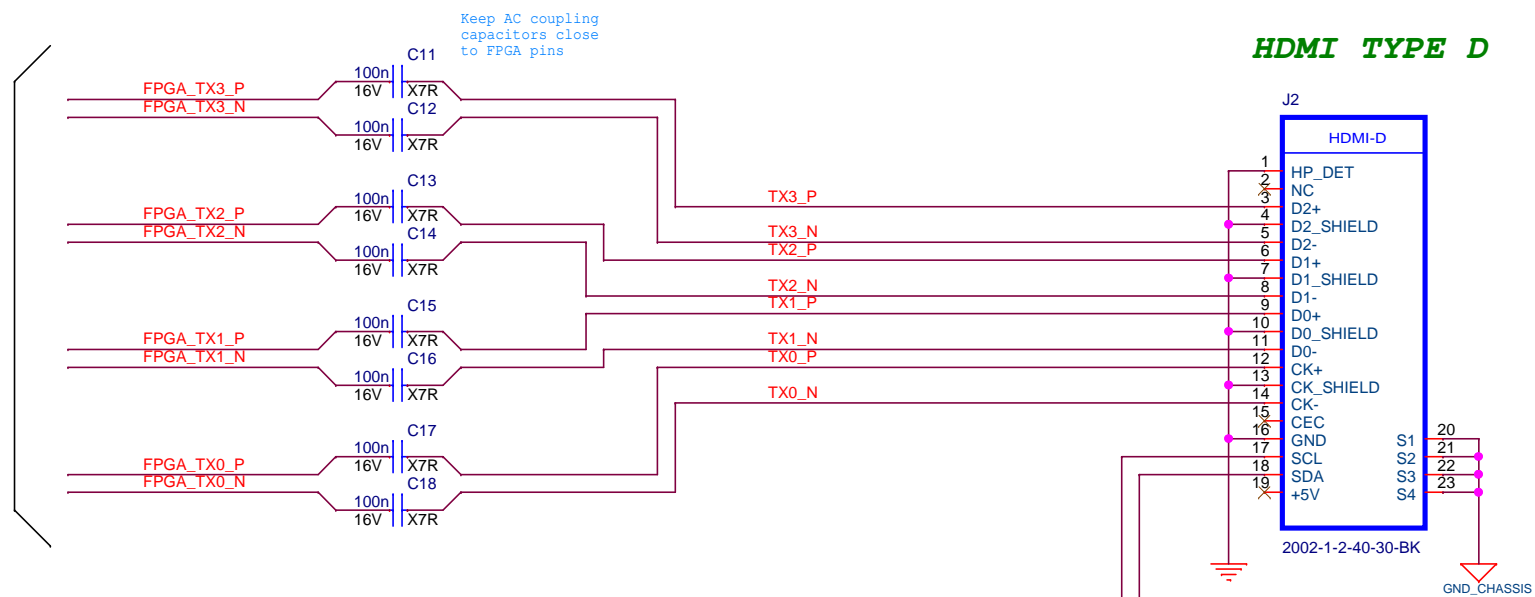 Keep AC coupling
capacitors close
to FPGA pins
HDMI TYPE D
C11
100n
16V X7R
FPGA_TX3_P
FPGA_TX3_N
C12
100n
16V X7R
C13
100n
16V X7R
FPGA_TX2_P
FPGA_TX2_N
C14
100n
16V X7R
C15
100n
16V X7R
FPGA_TX1_P
FPGA_TX1_N
C16
100n
16V X7R
C17
100n
16V X7R
FPGA_TX0_P
FPGA_TX0_N
C18
100n
16V X7R
TX3_P
TX3_N
TX2_P
TX2_N
TX1_P
TX1_N
TX0_P
TX0_N
J2
HDMI-D
1 HP_DET
2 NC
3 D2+
4 D2_SHIELD
5 D2-
6 D1+
7 D1_SHIELD
8 D1-
9 D0+
10 D0_SHIELD
11 D0-
12 CK+
13 CK_SHIELD
14 CK-
15 CEC
16 GND
17 SCL
18 SDA
19 +5V
S1 20
S2 21
S3 22
S4 23
2002-1-2-40-30-BK
GND_CHASSIS